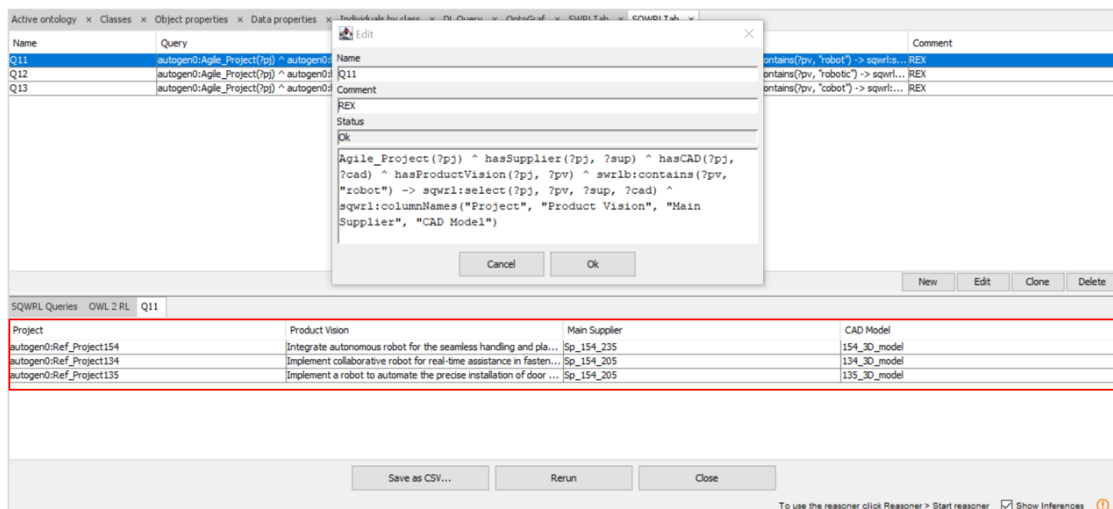 Active ontology × Classes × Object properties × Data properties × Individuals by class × DL Query × OntoGraf × SWRLTab × SQWRLTab ×
Edit
Name Query Comment
Name
Q11 autogen0:Agile_Project(?pj) ^ autogen0: ontains(?pv, "robot") -> sqwrl:s... REX
Q11
Q12 autogen0:Agile_Project(?pj) ^ autogen0: ontains(?pv, "robotic") -> sqwrl... REX
Comment
Q13 autogen0:Agile_Project(?pj) ^ autogen0: ontains(?pv, "cobot") -> sqwrl:... REX
REX
Status
Ok
Agile_Project(?pj) ^ hasSupplier(?pj, ?sup) ^ hasCAD(?pj,
?cad) ^ hasProductVision(?pj, ?pv) ^ swrlb:contains(?pv,
"robot") -> sqwrl:select(?pj, ?pv, ?sup, ?cad) ^
sqwrl:columnNames("Project", "Product Vision", "Main
Supplier", "CAD Model")
Cancel Ok
New Edit Clone Delete
SQWRL Queries OWL 2 RL Q11
Project Product Vision Main Supplier CAD Model
autogen0:Ref_Project154 Integrate autonomous robot for the seamless handling and pla... Sp_154_235 154_3D_model
autogen0:Ref_Project134 Implement collaborative robot for real-time assistance in fasten... Sp_154_205 134_3D_model
autogen0:Ref_Project135 Implement a robot to automate the precise installation of door ... Sp_154_205 135_3D_model
Save as CSV... Rerun Close
To use the reasoner click Reasoner > Start reasoner Show Inferences